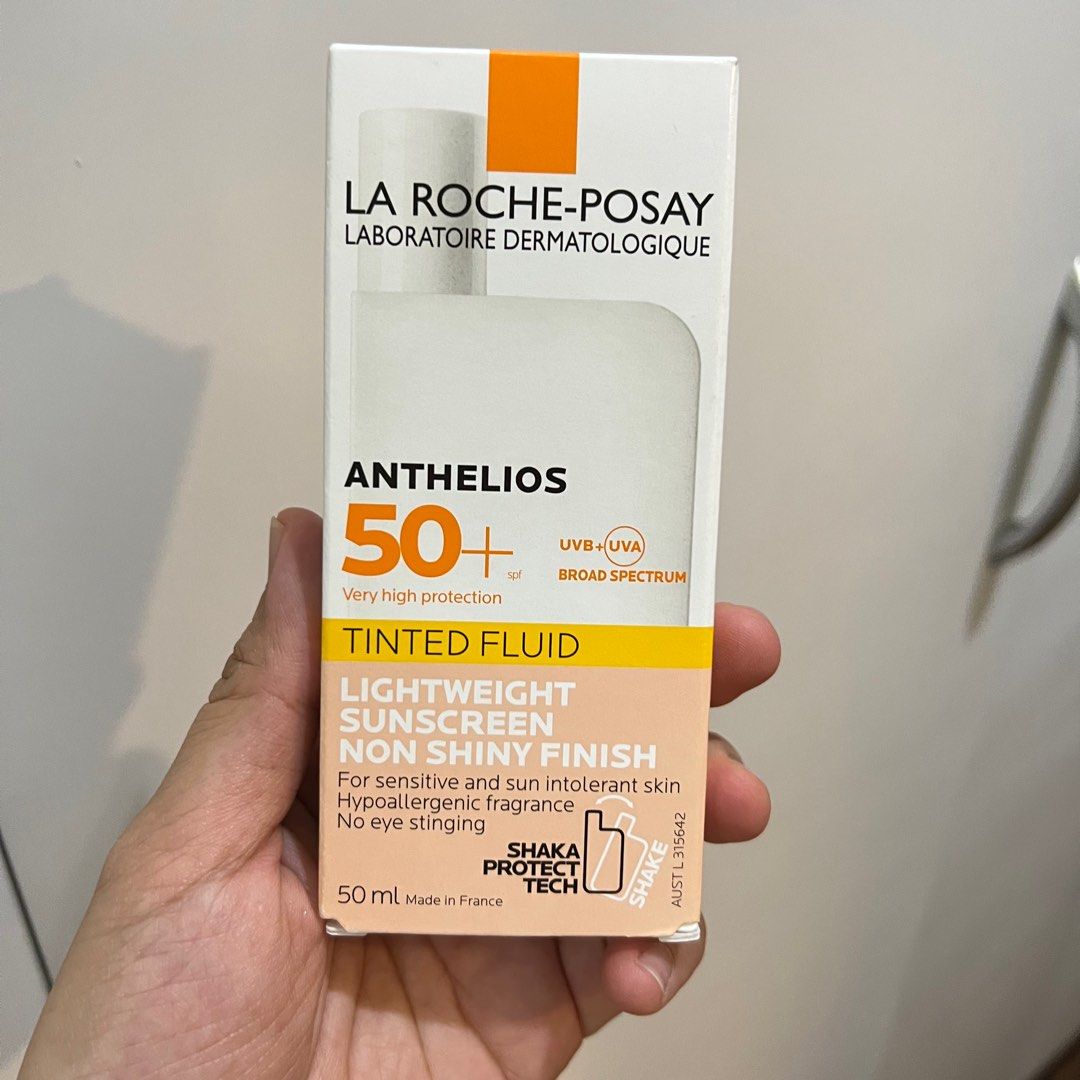 LA ROCHE-POSAY
LABORATOIRE DERMATOLOGIQUE
ANTHELIOS
50+
spf
UVB+UVA
BROAD SPECTRUM
Very high protection
TINTED FLUID
LIGHTWEIGHT
SUNSCREEN
NON SHINY FINISH
For sensitive and sun intolerant skin
Hypoallergenic fragrance
No eye stinging
SHAKA
PROTECT
TECH
SHAKE
AUST L 315642
50 ml Made in France